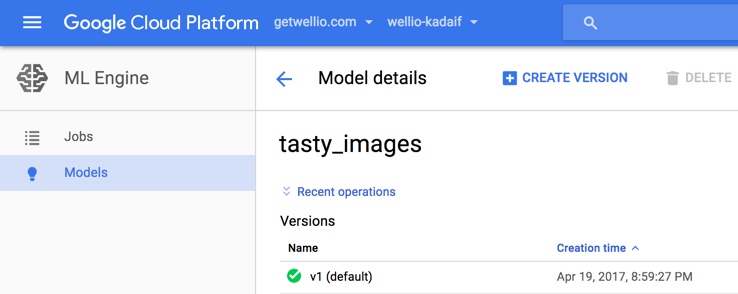 Google Cloud Platform getwellio.com wellio-kadaif
ML Engine
Model details CREATE VERSION DELETE
Jobs
Models
tasty_images
Recent operations
Versions
Name Creation time
v1 (default) Apr 19, 2017, 8:59:27 PM